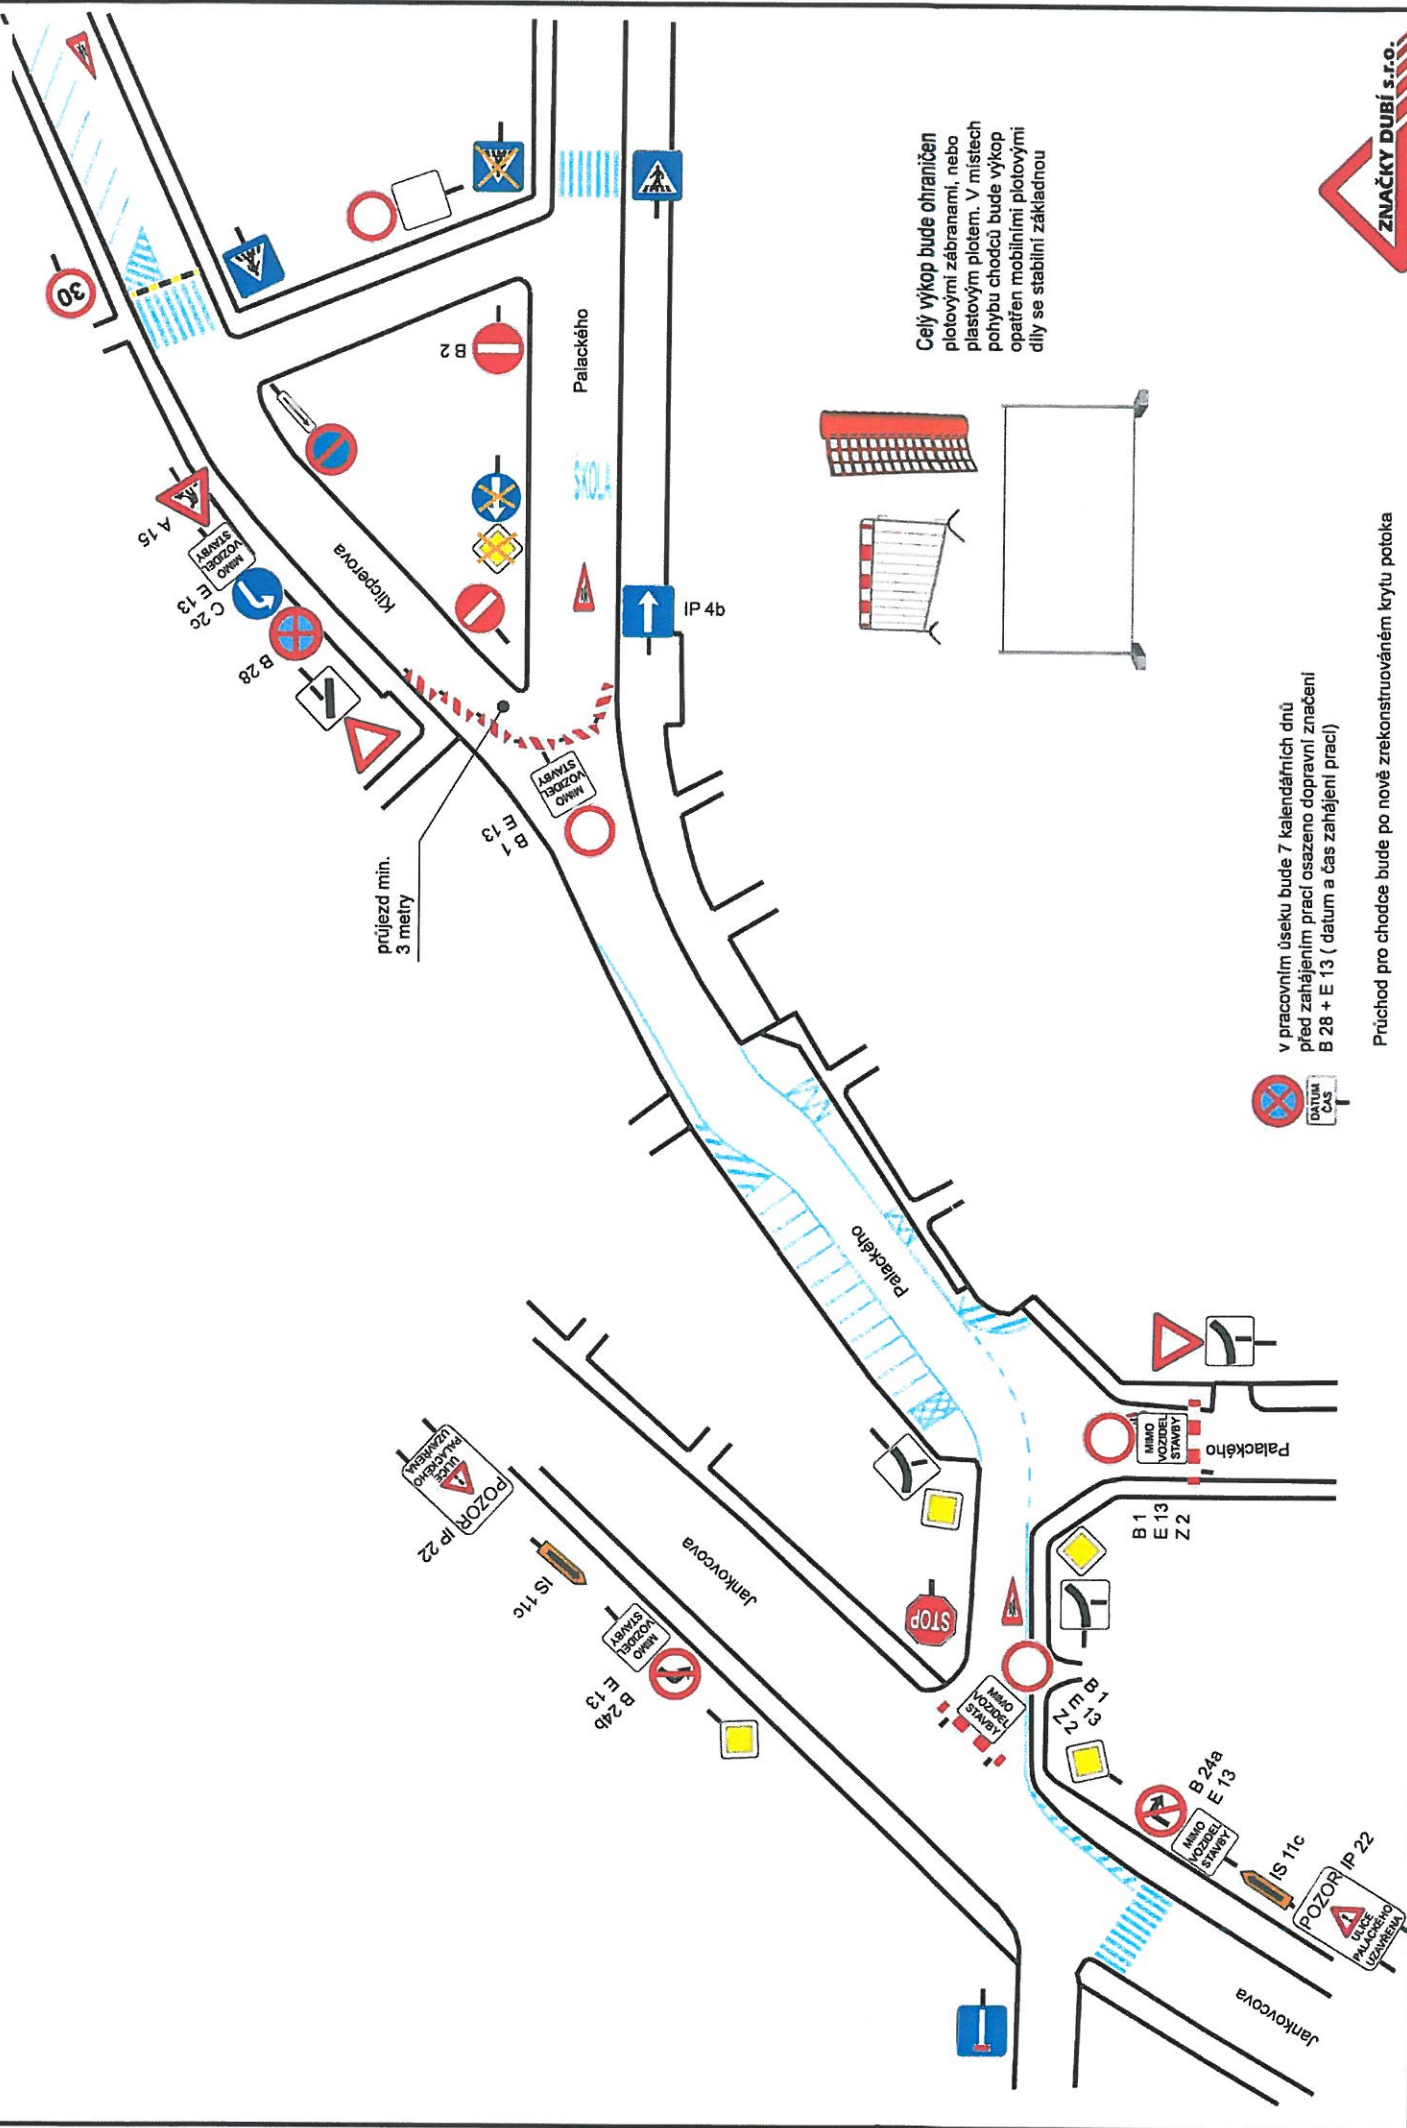 30
A 15
MIMO
VOZIDEL
STAVBY
C 2c
E 13
B 28
Klicperova
B 2
Palackého
ŠKOLA
IP 4b
průjezd min.
3 metry
MIMO
VOZIDEL
STAVBY
B 1
E 13
Celý výkop bude ohraničen
plotovými zábranami, nebo
plastovým plotem. V místech
pohybu chodců bude výkop
opatřen mobilními plotovými
díly se stabilní základnou
ZNAČKY DUBÍ s.r.o.
v pracovním úseku bude 7 kalendářních dnů
před zahájením prací osazeno dopravní značení
B 28 + E 13 ( datum a čas zahájení prací)
DATUM
ČAS
Průchod pro chodce bude po nově zrekonstruováném krytu potoka
Palackého
POZOR
ULICE
PALACKÉHO
UZAVŘENA
IP 22
IS 11c
Jankovcova
MIMO
VOZIDEL
STAVBY
B 24b
E 13
STOP
MIMO
VOZIDEL
STAVBY
Palackého
B 1
E 13
Z 2
MIMO
VOZIDEL
STAVBY
B 1
E 13
Z 2
B 24a
E 13
MIMO
VOZIDEL
STAVBY
IS 11c
POZOR
ULICE
PALACKÉHO
UZAVŘENA
IP 22
Jankovcova